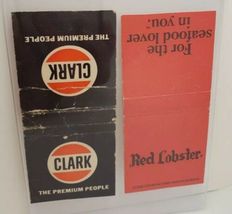 THE PREMIUM PEOPLE
CLARK
CLARK
THE PREMIUM PEOPLE
For the
seafood lover
in you.
Red Lobster.